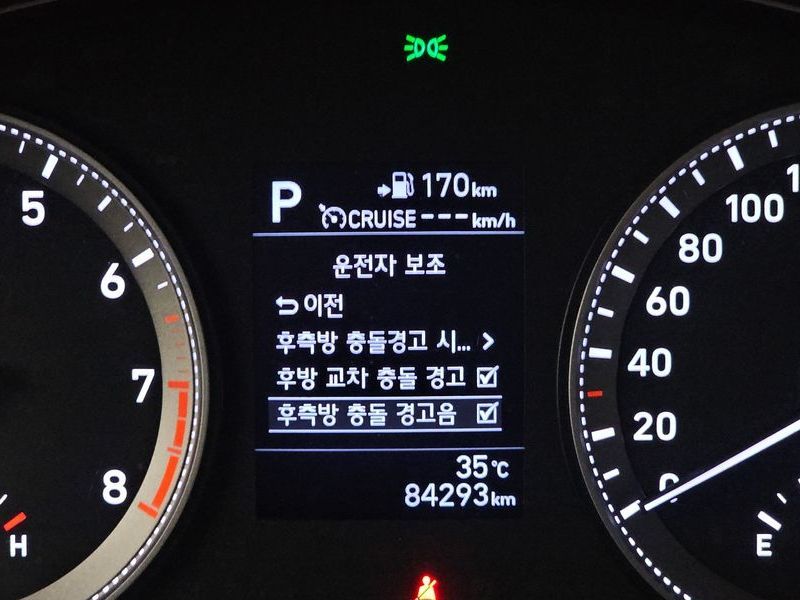 P
170km
CRUISE --- km/h
운전자 보조
이전
후측방 충돌경고 시... >
후방 교차 충돌 경고
후측방 충돌 경고음
35℃
84293km
5
6
7
8
H
100
80
60
40
20
0
E